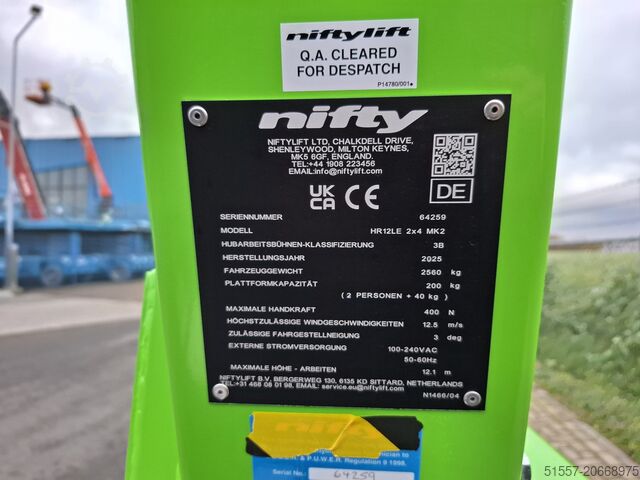 niftylift
Q.A. CLEARED
FOR DESPATCH
P14780/001
nifty
NIFTYLIFT LTD, CHALKDELL DRIVE,
SHENLEYWOOD, MILTON KEYNES,
MK5 6GF, ENGLAND.
TEL:+44 1908 223456
EMAIL:info@niftylift.com
UK CA CE DE
SERIENNUMMER 64259
MODELL HR12LE 2x4 MK2
HUBARBEITSBÜHNEN-KLASSIFIZIERUNG 3B
HERSTELLUNGSJAHR 2025
FAHRZEUGGEWICHT 2560 kg
PLATTFORMKAPAZITÄT 200 kg
( 2 PERSONEN + 40 kg )
MAXIMALE HANDKRAFT 400 N
HÖCHSTZULÄSSIGE WINDGESCHWINDIGKEITEN 12.5 m/s
ZULÄSSIGE FAHRGESTELLNEIGUNG 3 deg
EXTERNE STROMVERSORGUNG 100-240VAC
50-60Hz
MAXIMALE HÖHE - ARBEITEN 12.1 m
NIFTYLIFT B.V, BERGERWEG 130, 6135 KD SITTARD, NETHERLANDS
TEL:+31 466 08 01 98, EMAIL: service.eu@niftylift.com
N1466/04
& P.U.W.E.R. Regulation 9 1998.
Serial No.: 64259
51557-20668975